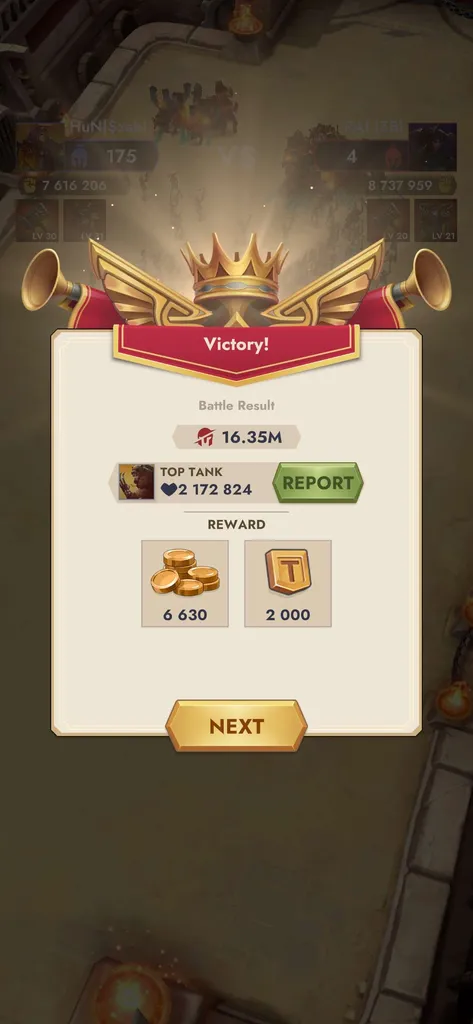 175
4
7 616 206
8 737 959
LV 30
LV 20
LV 21
Victory!
Battle Result
16.35M
TOP TANK
2 172 824
REPORT
REWARD
6 630
T
2 000
NEXT